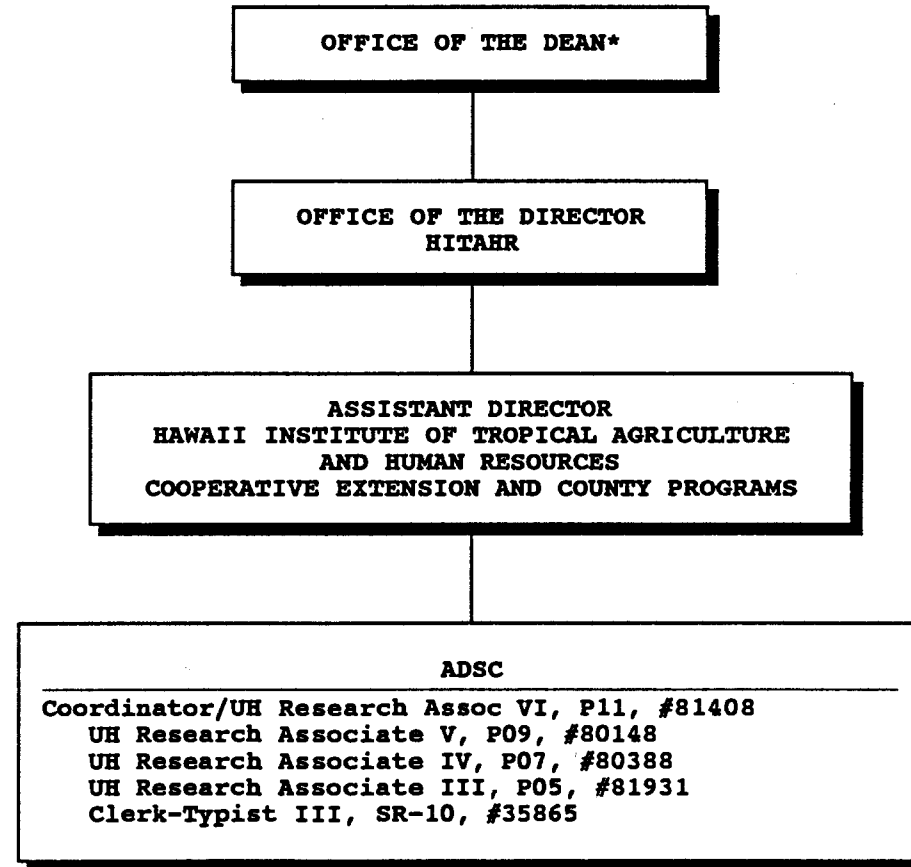 OFFICE OF THE DEAN*
OFFICE OF THE DIRECTOR
HITAHR
ASSISTANT DIRECTOR
HAWAII INSTITUTE OF TROPICAL AGRICULTURE
AND HUMAN RESOURCES
COOPERATIVE EXTENSION AND COUNTY PROGRAMS
ADSC
Coordinator/UH Research Assoc VI, P11, #81408
UH Research Associate V, P09, #80148
UH Research Associate IV, P07, #80388
UH Research Associate III, P05, #81931
Clerk-Typist III, SR-10, #35865